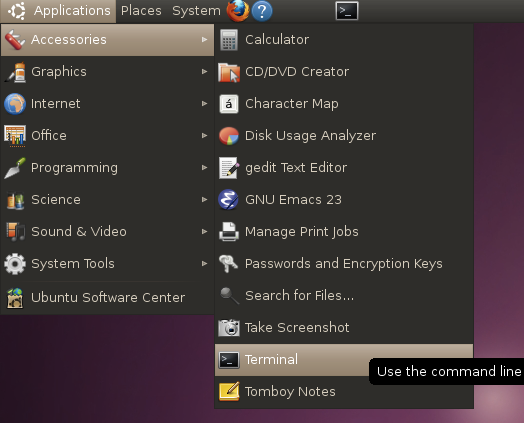 Applications Places System
Accessories
Graphics
Internet
Office
Programming
Science
Sound & Video
System Tools
Ubuntu Software Center
Calculator
CD/DVD Creator
Character Map
Disk Usage Analyzer
gedit Text Editor
GNU Emacs 23
Manage Print Jobs
Passwords and Encryption Keys
Search for Files...
Take Screenshot
Terminal
Use the command line
Tomboy Notes